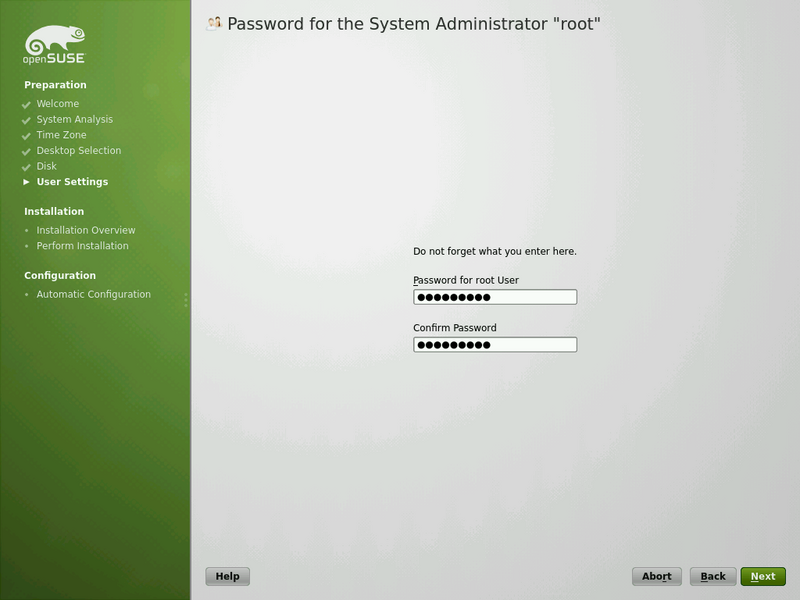 openSUSE
Password for the System Administrator "root"
Preparation
Welcome
System Analysis
Time Zone
Desktop Selection
Disk
User Settings
Installation
Installation Overview
Perform Installation
Configuration
Automatic Configuration
Do not forget what you enter here.
Password for root User
●●●●●●●●●
Confirm Password
●●●●●●●●●
Help
Abort
Back
Next